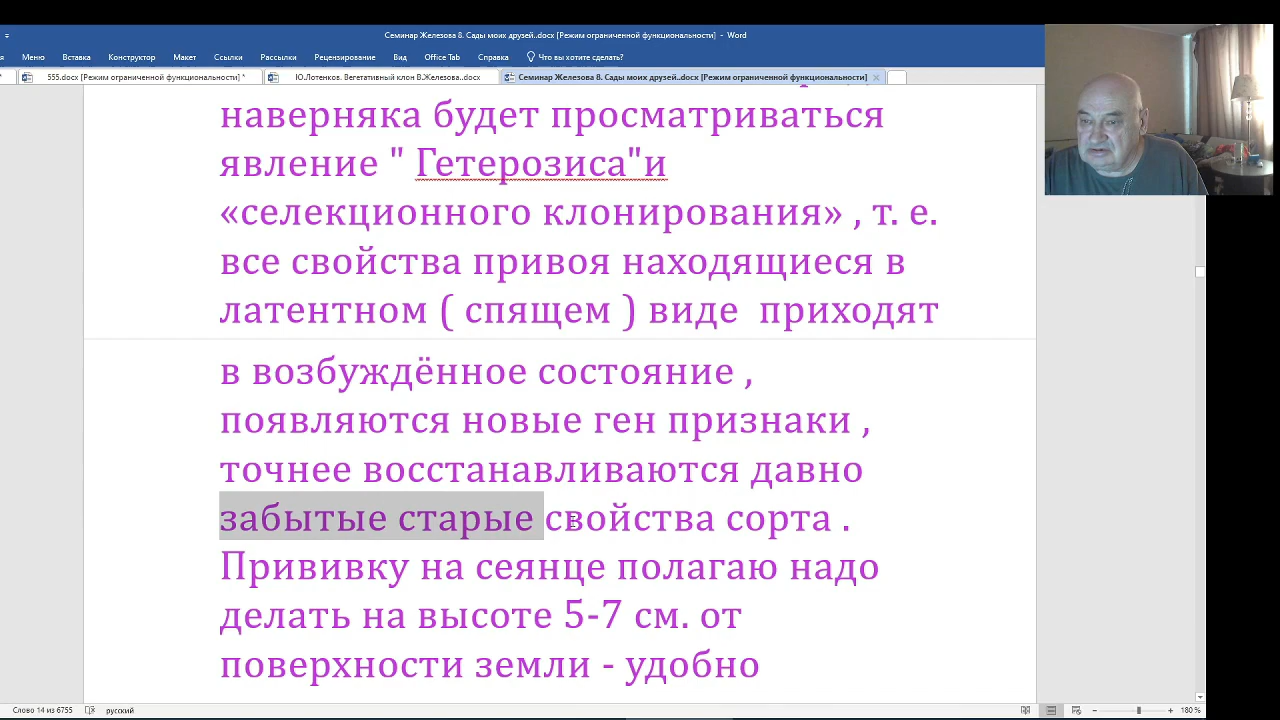 Семинар Железова 8. Сады моих друзей..docx [Режим ограниченной функциональности] - Word
Меню Вставка Конструктор Макет Ссылки Рассылки Рецензирование Вид Office Tab Справка Что вы хотите сделать?
555.docx [Режим ограниченной функциональности] * Ю.Лотенков. Вегетативный клон В.Железова..docx Семинар Железова 8. Сады моих друзей..docx [Режим ограниченной функциональности]
наверняка будет просматриваться
явление " Гетерозиса"и
«селекционного клонирования» , т. е.
все свойства привоя находящиеся в
латентном ( спящем ) виде приходят
в возбуждённое состояние ,
появляются новые ген признаки ,
точнее восстанавливаются давно
забытые старые свойства сорта .
Прививку на сеянце полагаю надо
делать на высоте 5-7 см. от
поверхности земли - удобно
Слово 14 из 6755 русский 180 %